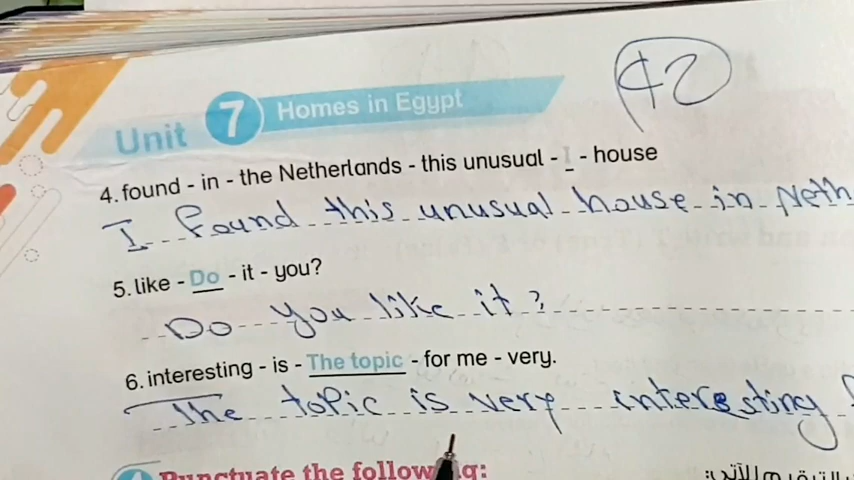 42
Unit 7 Homes in Egypt
4. found - in - the Netherlands - this unusual - I - house
I found this unusual house in Neth
5. like - Do - it - you?
Do you like it?
6. interesting - is - The topic - for me - very.
The topic is very interesting
4 Punctuate the following: